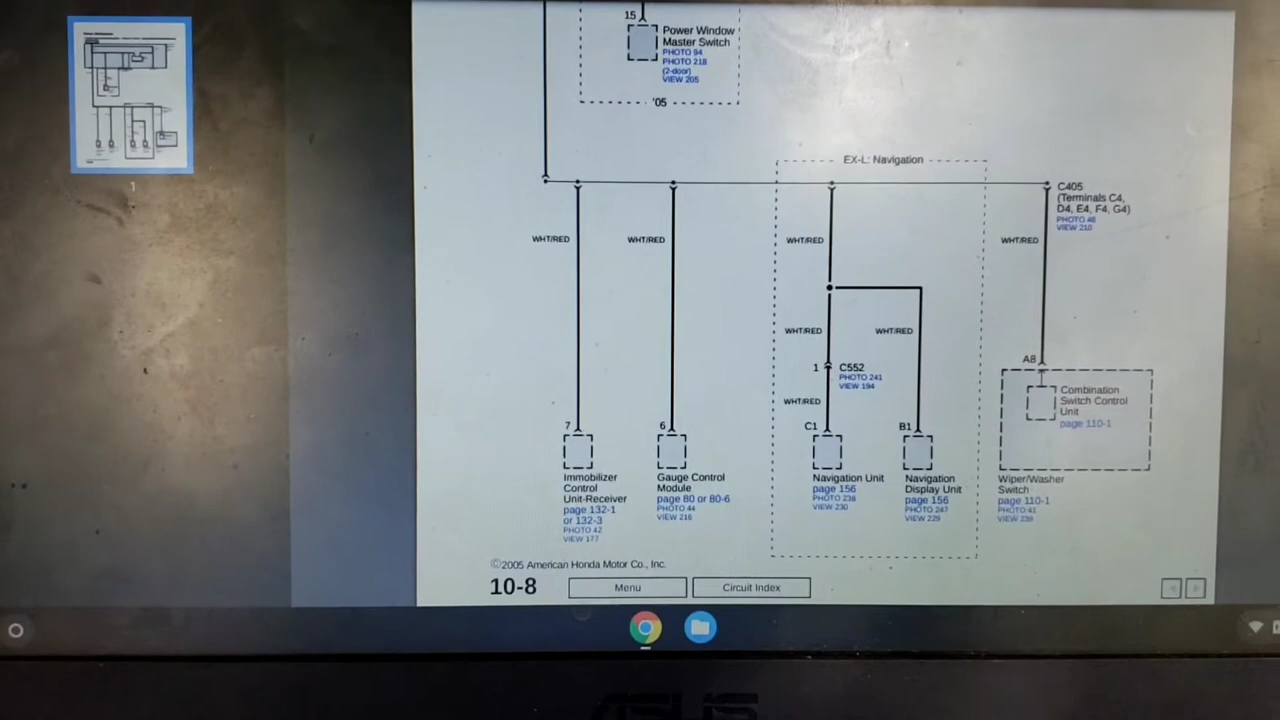 15
Power Window
Master Switch
PHOTO 94
PHOTO 218
(2-door)
VIEW 205
'05
EX-L: Navigation
C405
(Terminals C4,
D4, E4, F4, G4)
PHOTO 46
VIEW 210
WHT/RED
WHT/RED
WHT/RED
WHT/RED
WHT/RED
WHT/RED
A8
1
C552
PHOTO 241
VIEW 194
WHT/RED
Combination
Switch Control
Unit
page 110-1
7
6
C1
B1
Immobilizer
Control
Unit-Receiver
page 132-1
or 132-3
PHOTO 42
VIEW 177
Gauge Control
Module
page 80 or 80-6
PHOTO 44
VIEW 216
Navigation Unit
page 156
PHOTO 238
VIEW 230
Navigation
Display Unit
page 156
PHOTO 247
VIEW 229
Wiper/Washer
Switch
page 110-1
PHOTO 41
VIEW 239
©2005 American Honda Motor Co., Inc.
10-8
Menu
Circuit Index
1
ASUS